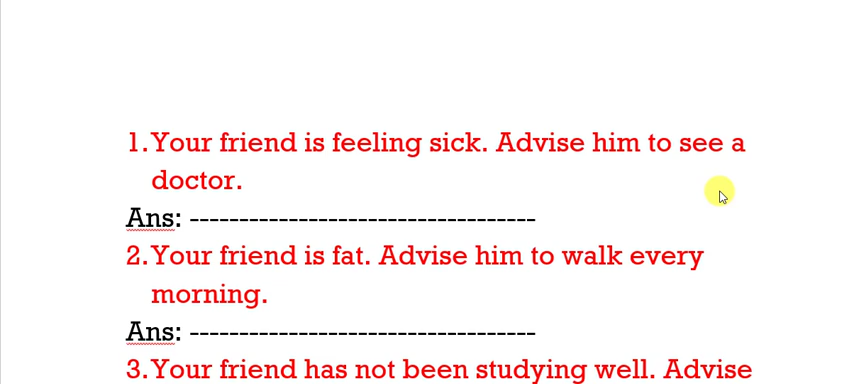 1. Your friend is feeling sick. Advise him to see a
doctor.
Ans: -----------------------------------
2. Your friend is fat. Advise him to walk every
morning.
Ans: -----------------------------------
3. Your friend has not been studying well. Advise